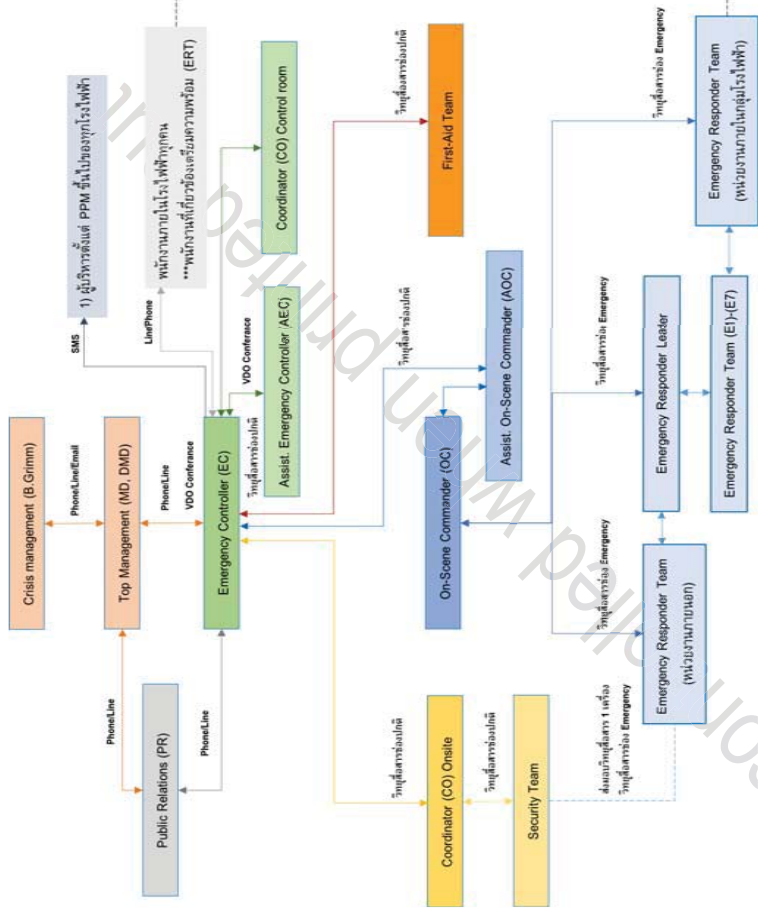 Crisis management (B.Grimm)
Phone/Line/Email
Top Management (MD, DMD)
Phone/Line
Public Relations (PR)
Phone/Line
Phone/Line
VDO Conferance
SMS
1) ผู้บริหารตั้งแต่ PPM ขึ้นไปของทุกโรงไฟฟ้า
Line/Phone
พนักงานภายในโรงไฟฟ้าทุกคน
***พนักงานที่เกี่ยวข้องเตรียมความพร้อม (ERT)
Emergency Controller (EC)
วิทยุสื่อสารช่องปกติ
VDO Conferance
Assist. Emergency Controller (AEC)
Coordinator (CO) Control room
วิทยุสื่อสารช่องปกติ
Coordinator (CO) Onsite
วิทยุสื่อสารช่องปกติ
Security Team
On-Scene Commander (OC)
วิทยุสื่อสารช่องปกติ
Assist. On-Scene Commander (AOC)
วิทยุสื่อสารช่องปกติ
First-Aid Team
ส่งมอบวิทยุสื่อสาร 1 เครื่อง
วิทยุสื่อสารช่อง Emergency
วิทยุสื่อสารช่อง Emergency
Emergency Responder Team
(หน่วยงานภายนอก)
วิทยุสื่อสารช่อง Emergency
Emergency Responder Leader
Emergency Responder Team (E1)-(E7)
วิทยุสื่อสารช่อง Emergency
Emergency Responder Team
(หน่วยงานภายในกลุ่มโรงไฟฟ้า)
when printed